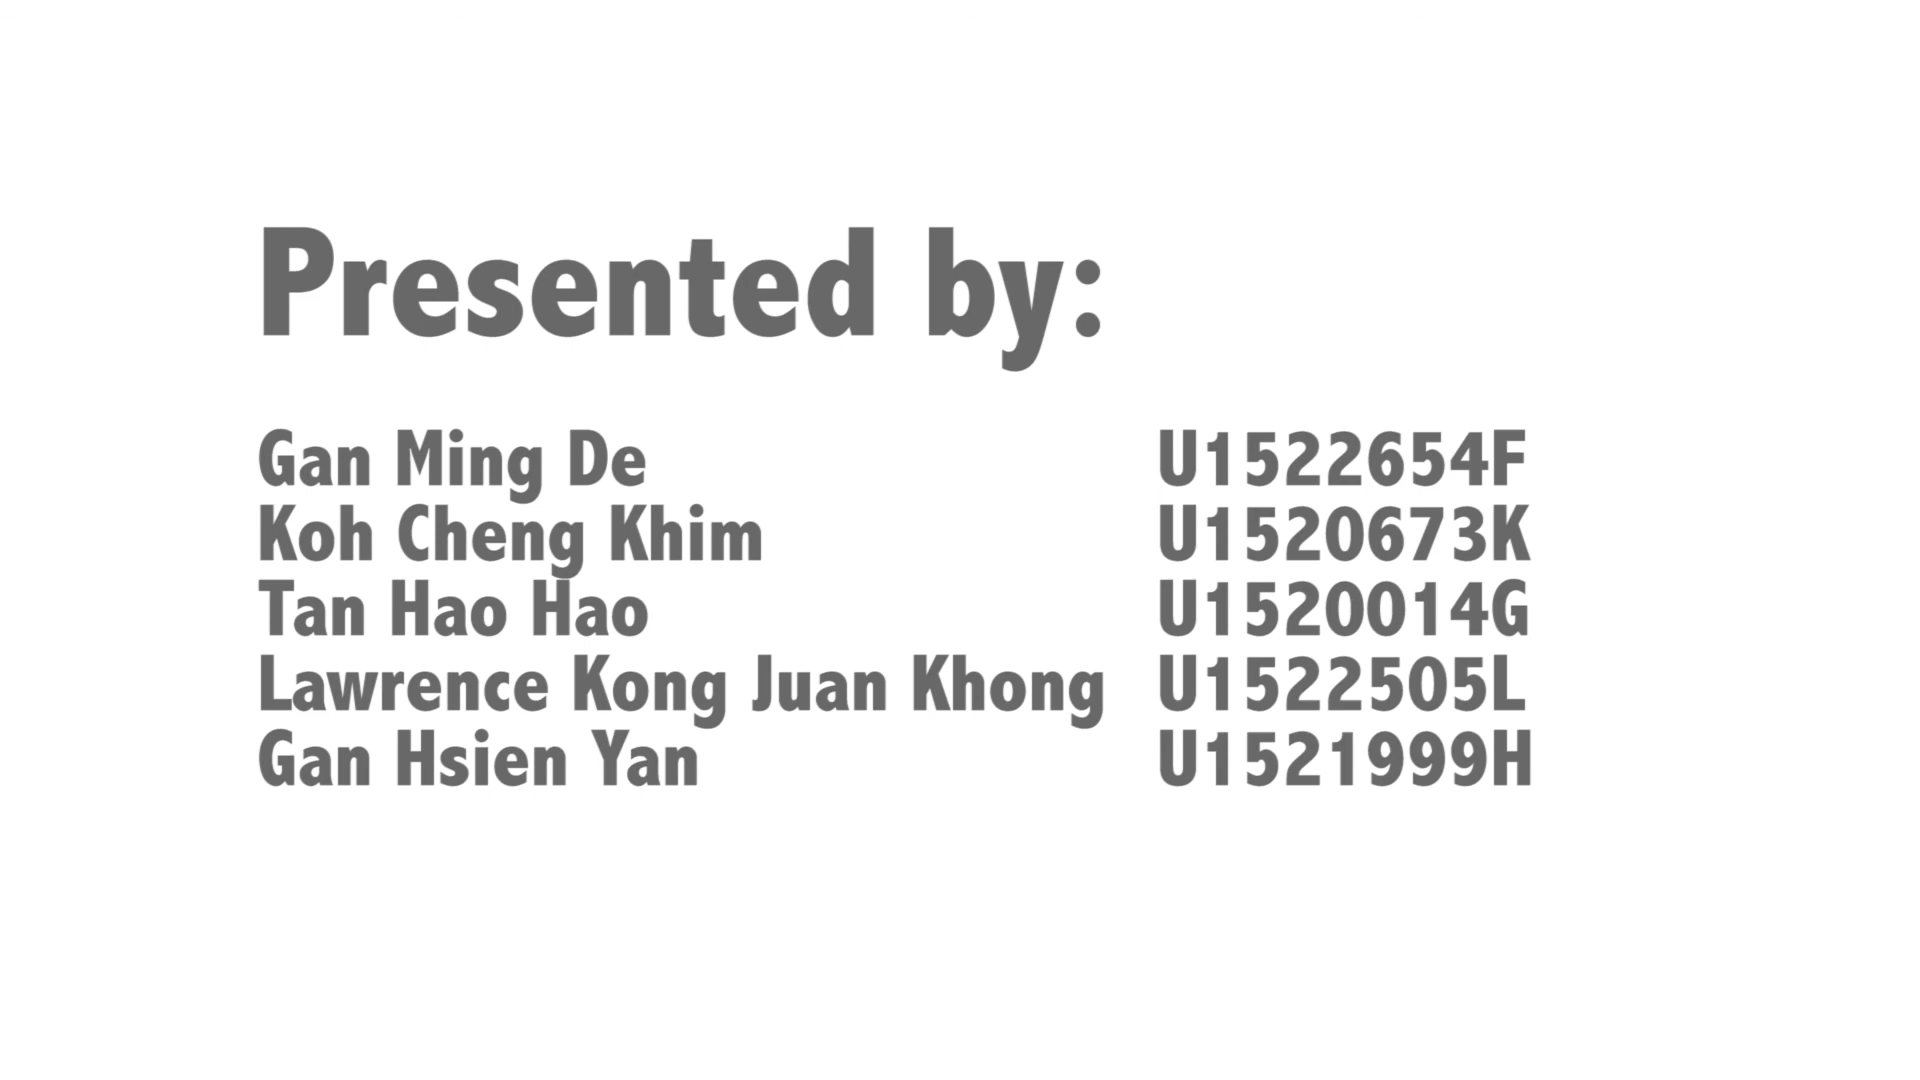 Presented by:
Gan Ming De U1522654F
Koh Cheng Khim U1520673K
Tan Hao Hao U1520014G
Lawrence Kong Juan Khong U1522505L
Gan Hsien Yan U1521999H